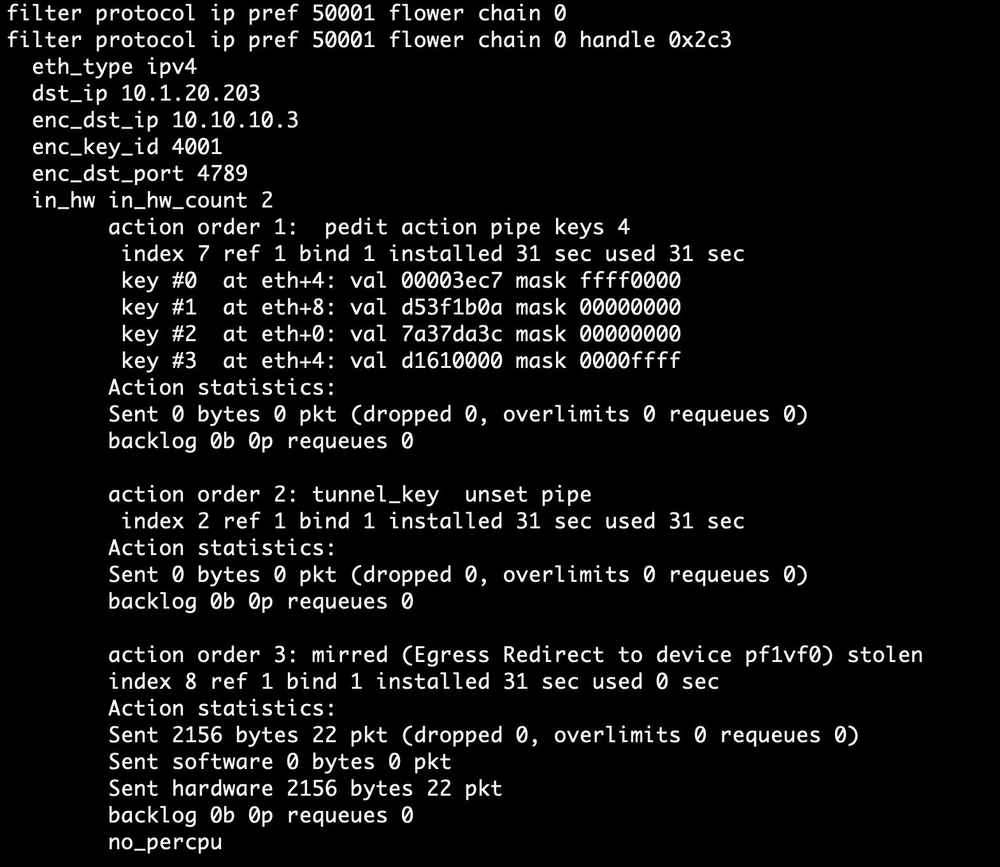 filter protocol ip pref 50001 flower chain 0
filter protocol ip pref 50001 flower chain 0 handle 0x2c3
  eth_type ipv4
  dst_ip 10.1.20.203
  enc_dst_ip 10.10.10.3
  enc_key_id 4001
  enc_dst_port 4789
  in_hw in_hw_count 2
        action order 1:  pedit action pipe keys 4
         index 7 ref 1 bind 1 installed 31 sec used 31 sec
         key #0  at eth+4: val 00003ec7 mask ffff0000
         key #1  at eth+8: val d53f1b0a mask 00000000
         key #2  at eth+0: val 7a37da3c mask 00000000
         key #3  at eth+4: val d1610000 mask 0000ffff
        Action statistics:
        Sent 0 bytes 0 pkt (dropped 0, overlimits 0 requeues 0)
        backlog 0b 0p requeues 0

        action order 2: tunnel_key  unset pipe
         index 2 ref 1 bind 1 installed 31 sec used 31 sec
        Action statistics:
        Sent 0 bytes 0 pkt (dropped 0, overlimits 0 requeues 0)
        backlog 0b 0p requeues 0

        action order 3: mirred (Egress Redirect to device pf1vf0) stolen
        index 8 ref 1 bind 1 installed 31 sec used 0 sec
        Action statistics:
        Sent 2156 bytes 22 pkt (dropped 0, overlimits 0 requeues 0)
        Sent software 0 bytes 0 pkt
        Sent hardware 2156 bytes 22 pkt
        backlog 0b 0p requeues 0
        no_percpu